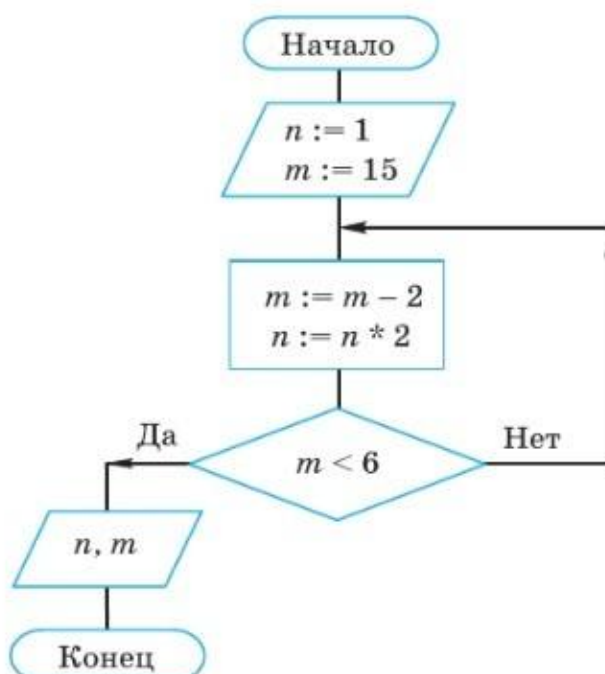 Начало
n := 1
m := 15
m := m – 2
n := n * 2
Да
m < 6
Нет
n, m
Конец